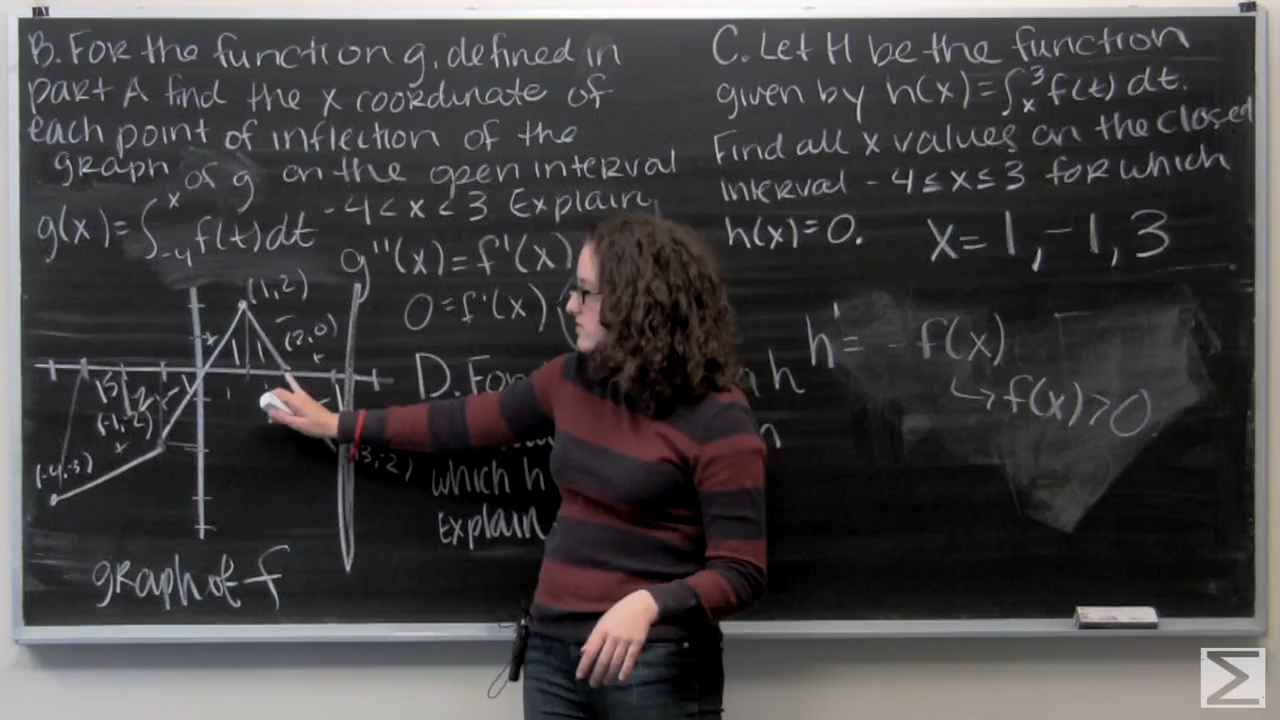 B. For the function g, defined in
part A find the x coordinate of
each point of inflection of the
graph of g on the open interval
-4<x<3 Explain.
g(x)=∫₋₄ˣ f(t)dt
g''(x)=f'(x)
0=f'(x)
(1,2)
(2,0)
(-1,-2)
(-4,-3)
3,-2)
graph of f
D. For
h
which h
Explain
C. Let H be the function
given by h(x)=∫ₓ³ f(t) dt.
Find all x values on the closed
interval -4≤x≤3 for which
h(x)=0.
x=1,-1,3
h'= - f(x)
↳ f(x)>0
Σ